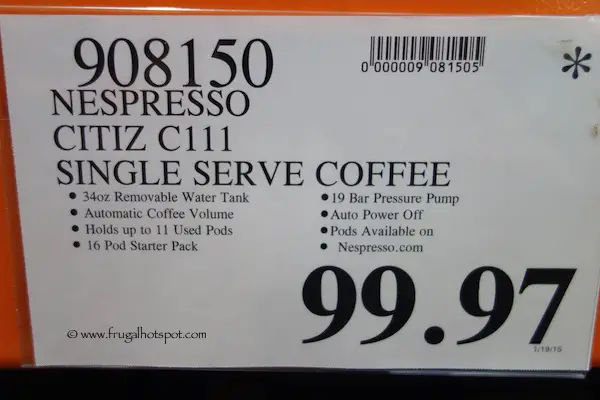 908150
0 000009 081505
*
NESPRESSO
CITIZ C111
SINGLE SERVE COFFEE
• 34oz Removable Water Tank
• Automatic Coffee Volume
• Holds up to 11 Used Pods
• 16 Pod Starter Pack
• 19 Bar Pressure Pump
• Auto Power Off
• Pods Available on
• Nespresso.com
99.97
1/19/15
© www.frugalhotspot.com